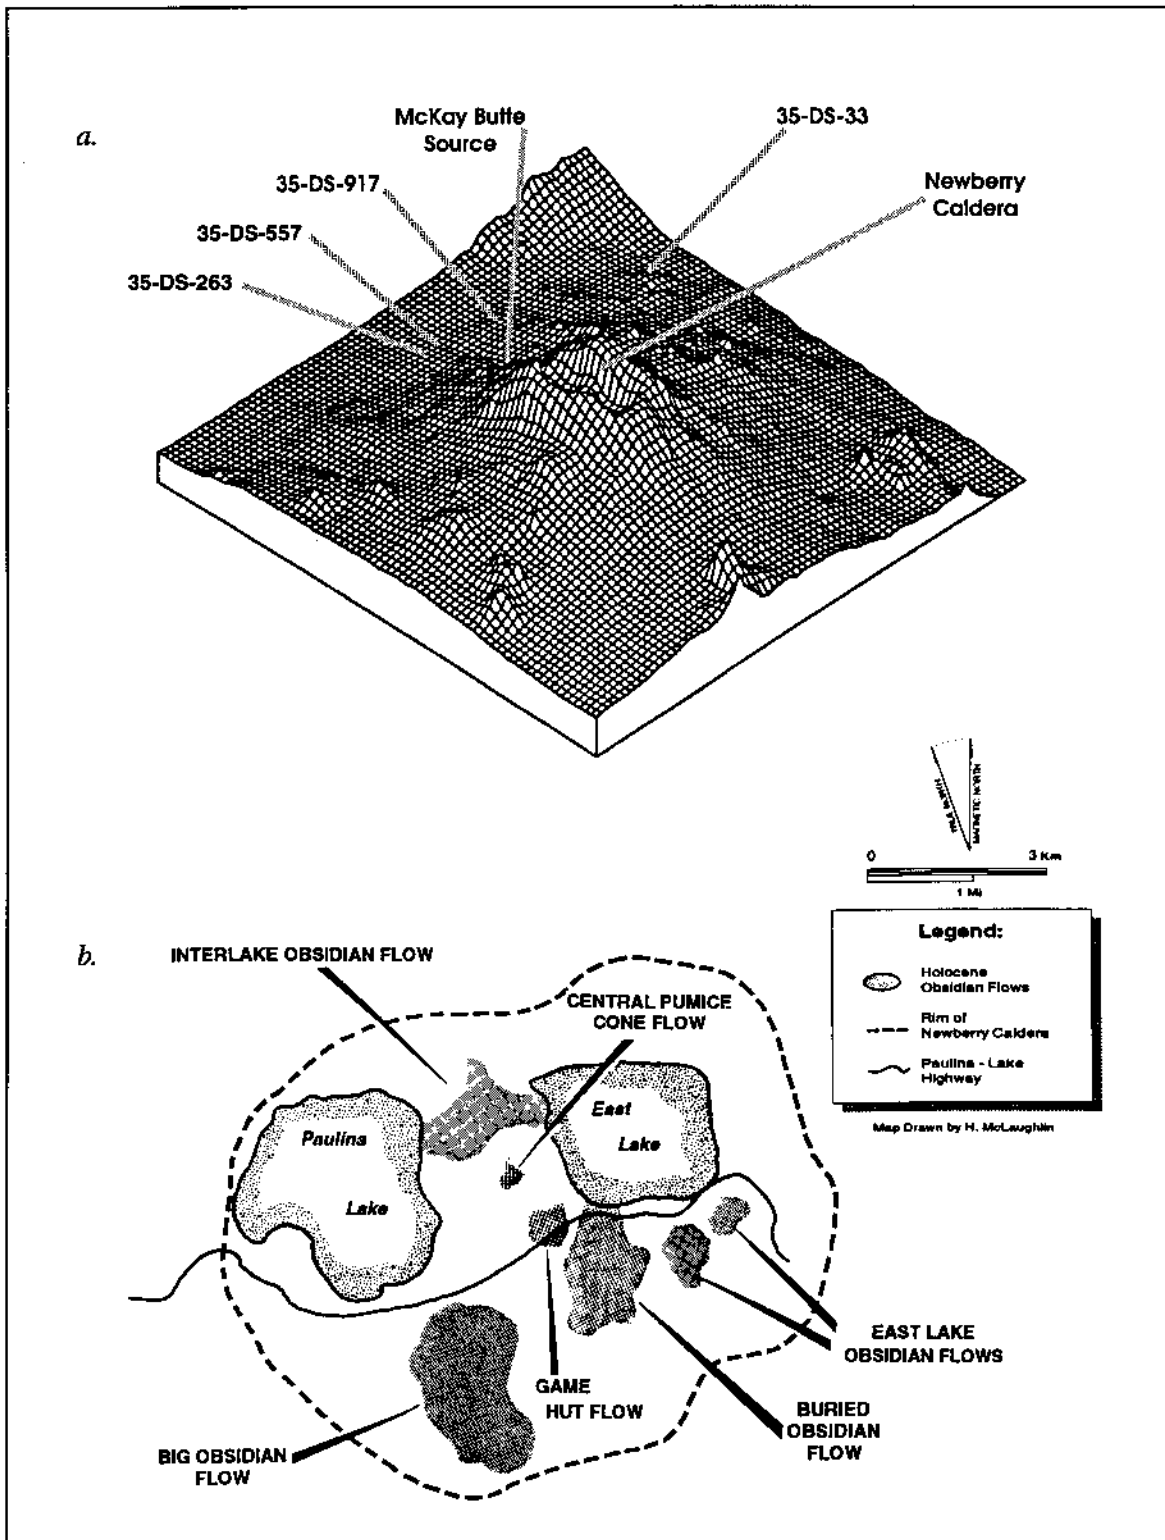 a.
McKay Butte
Source
35-DS-33
35-DS-917
Newberry
Caldera
35-DS-557
35-DS-263
TRUE NORTH
MAGNETIC NORTH
0 3 Km
1 Mi
Legend:
Holocene
Obsidian Flows
Rim of
Newberry Caldera
Paulina - Lake
Highway
Map Drawn by H. McLaughlin
b.
INTERLAKE OBSIDIAN FLOW
CENTRAL PUMICE
CONE FLOW
East
Lake
Paulina
Lake
EAST LAKE
OBSIDIAN FLOWS
GAME
HUT FLOW
BURIED
OBSIDIAN
FLOW
BIG OBSIDIAN
FLOW